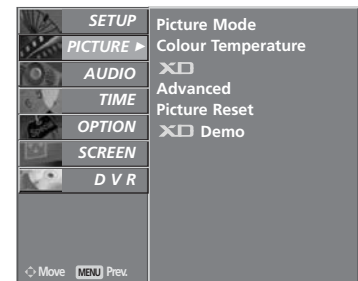 SETUP
PICTURE ►
AUDIO
TIME
OPTION
SCREEN
D V R
Move MENU Prev.
Picture Mode
Colour Temperature
XD
Advanced
Picture Reset
XD Demo